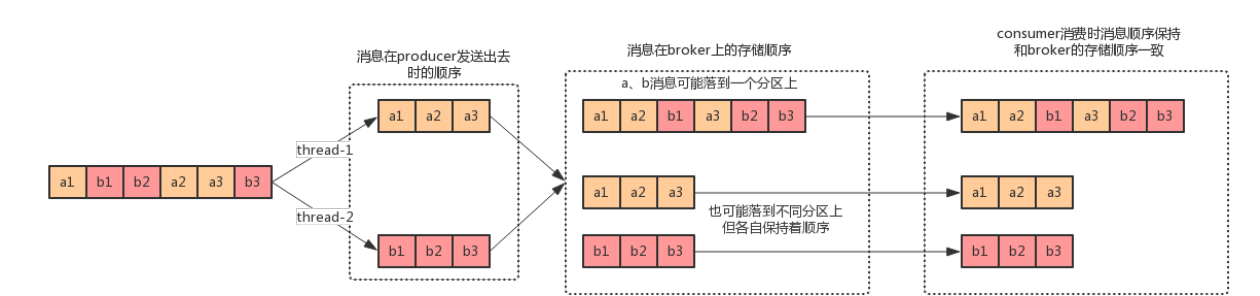 a1 b1 b2 a2 a3 b3
thread-1
thread-2
消息在producer发送出去
时的顺序
a1 a2 a3
b1 b2 b3
消息在broker上的存储顺序
a、b消息可能落到一个分区上
a1 a2 b1 a3 b2 b3
a1 a2 a3
也可能落到不同分区上
但各自保持着顺序
b1 b2 b3
consumer消费时消息顺序保持
和broker的存储顺序一致
a1 a2 b1 a3 b2 b3
a1 a2 a3
b1 b2 b3